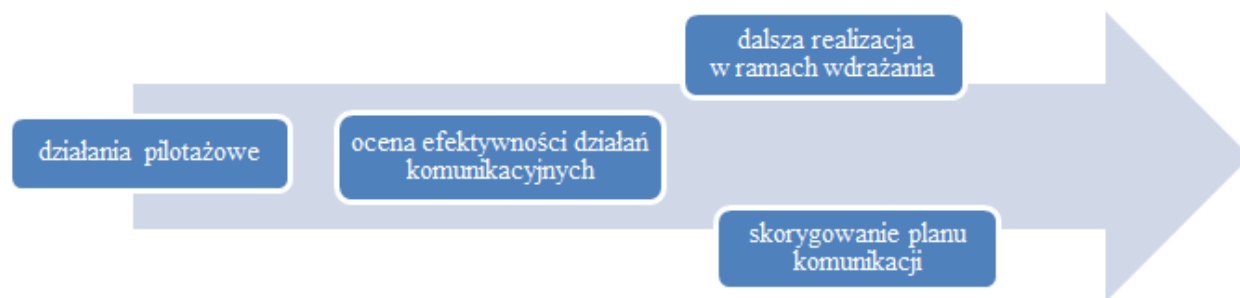 działania pilotażowe
ocena efektywności działań
komunikacyjnych
dalsza realizacja
w ramach wdrażania
skorygowanie planu
komunikacji